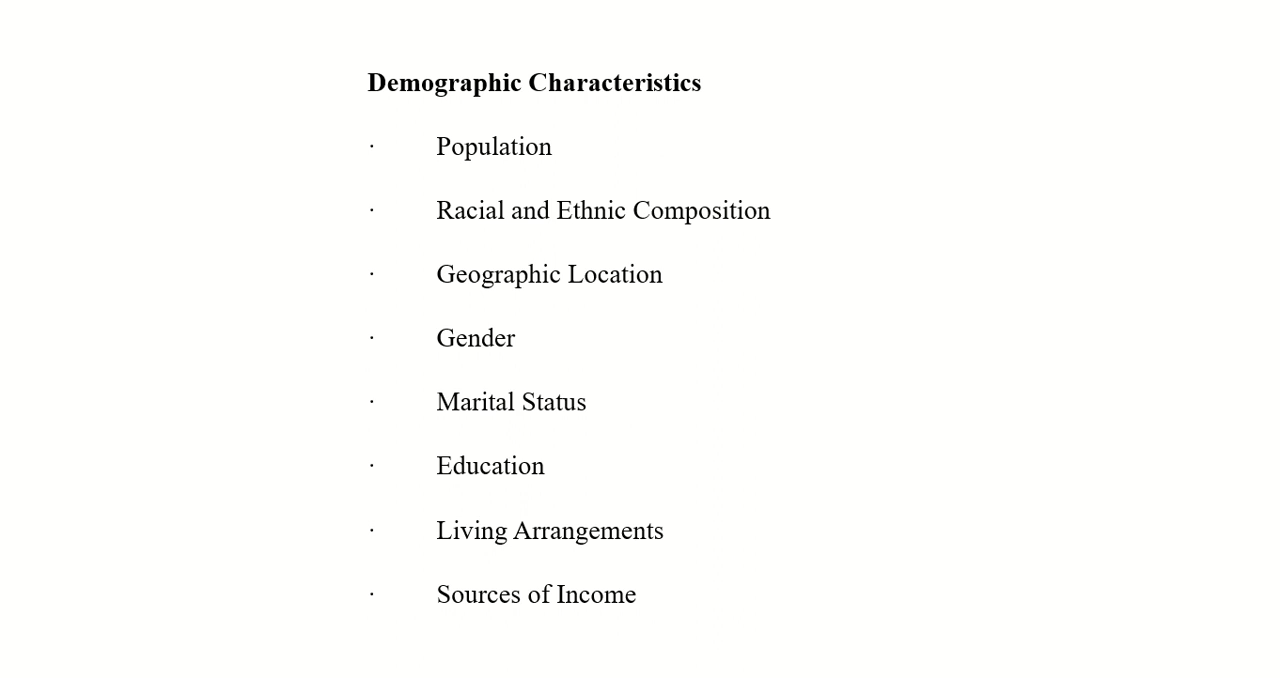 Demographic Characteristics
· Population
· Racial and Ethnic Composition
· Geographic Location
· Gender
· Marital Status
· Education
· Living Arrangements
· Sources of Income